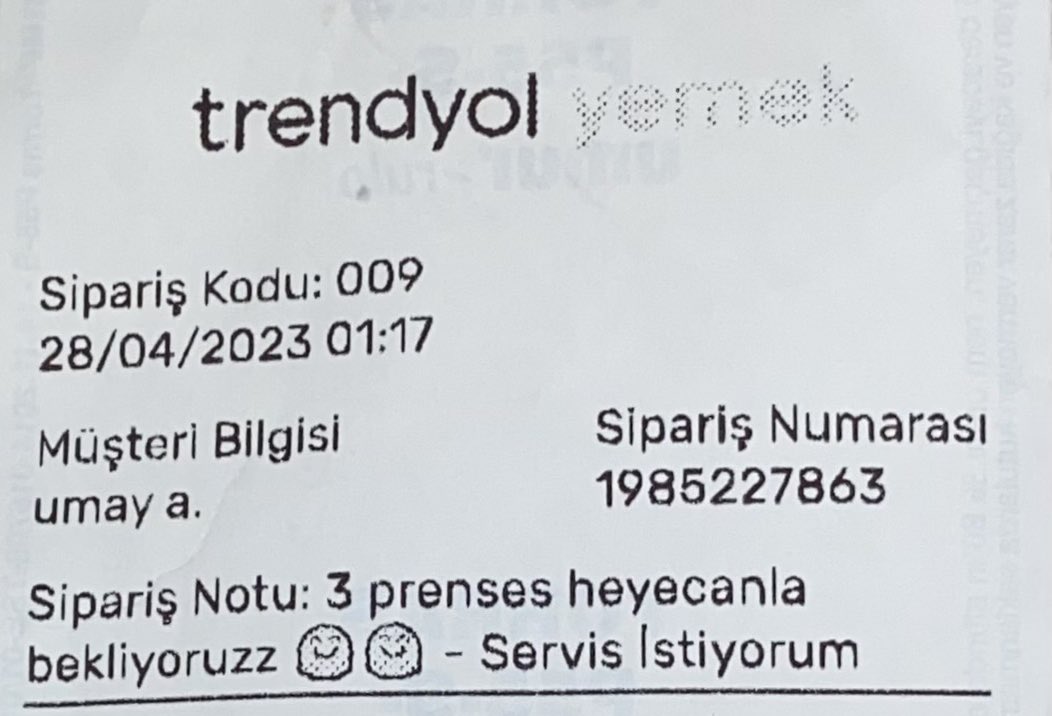 trendyol yemek
Sipariş Kodu: 009
28/04/2023 01:17
Müşteri Bilgisi
umay a.
Sipariş Numarası
1985227863
Sipariş Notu: 3 prenses heyecanla
bekliyoruzz - Servis İstiyorum